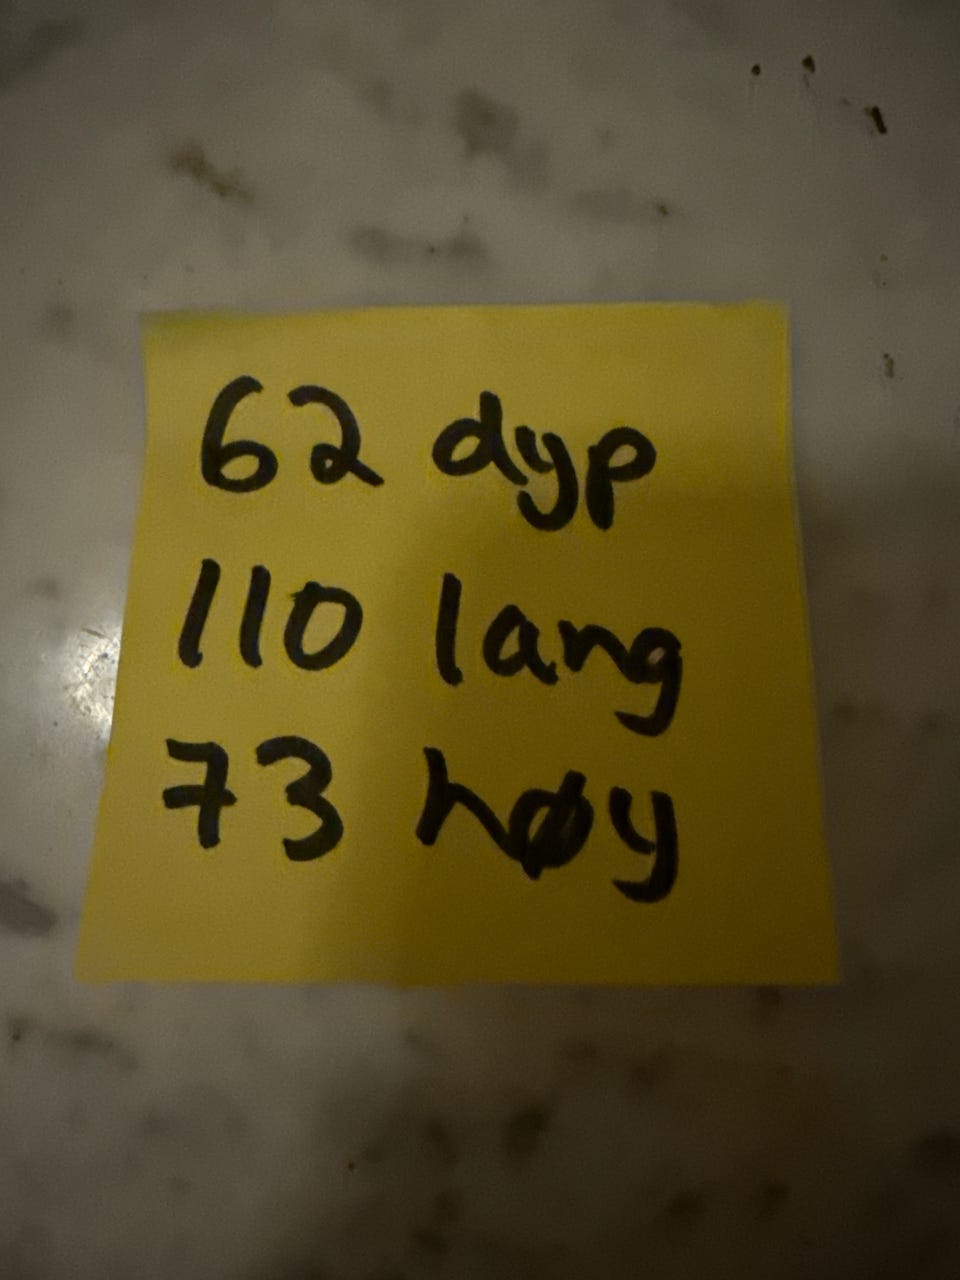 62 dyp
110 lang
73 høy